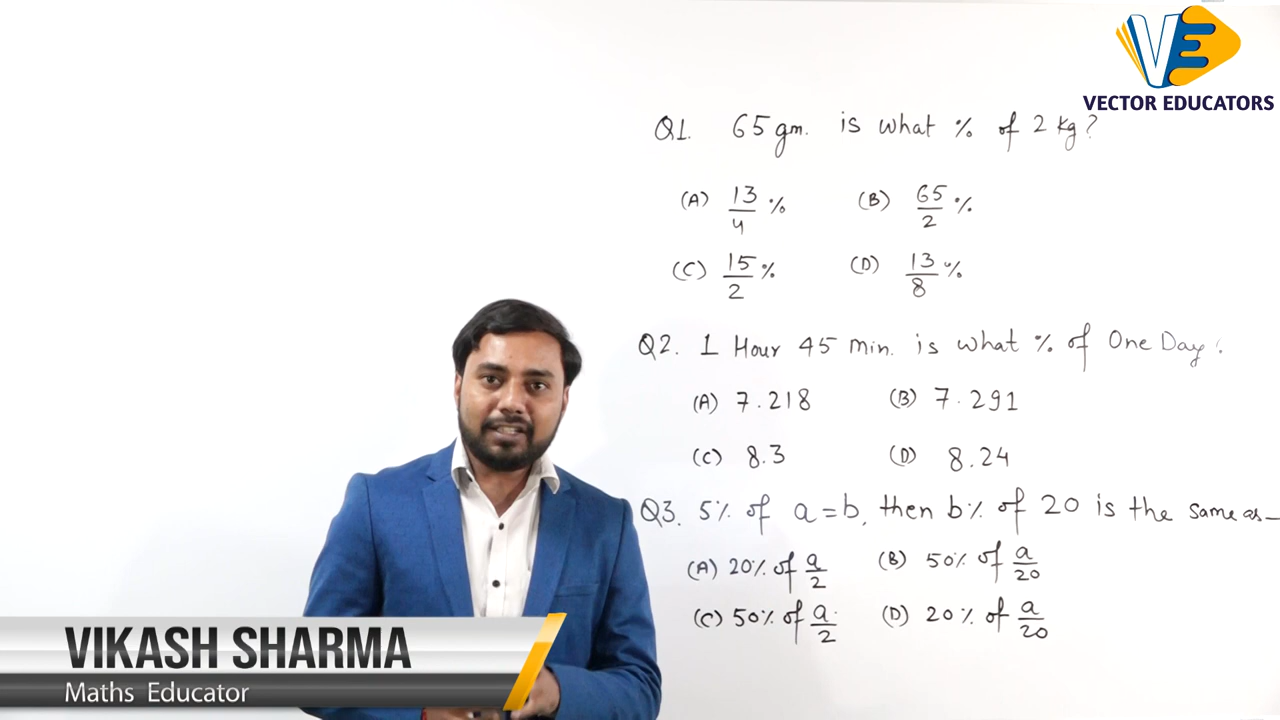 VE
VECTOR EDUCATORS
Q1. 65 gm. is what % of 2 kg?
(A) 13/4 % (B) 65/2 %
(C) 15/2 % (D) 13/8 %
Q2. 1 Hour 45 min. is what % of One Day?
(A) 7.218 (B) 7.291
(C) 8.3 (D) 8.24
Q3. 5% of a = b, then b% of 20 is the same as –
(A) 20% of a/2 (B) 50% of a/20
(C) 50% of a/2 (D) 20% of a/20
VIKASH SHARMA
Maths Educator